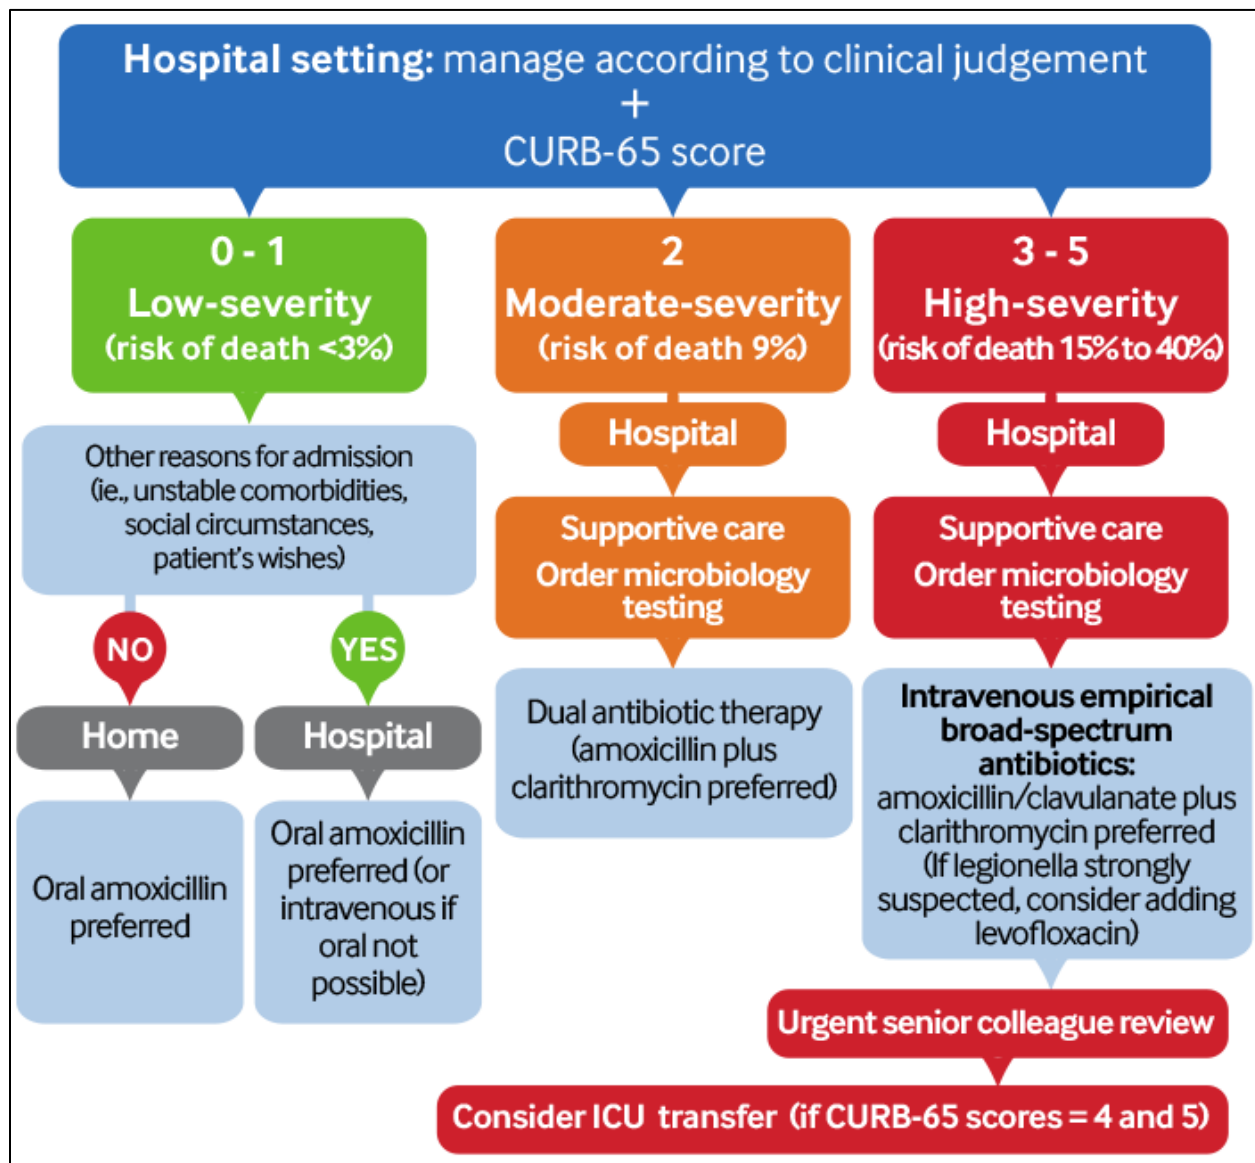 Hospital setting: manage according to clinical judgement
+
CURB-65 score
0 - 1
Low-severity
(risk of death <3%)
Other reasons for admission
(ie., unstable comorbidities,
social circumstances,
patient's wishes)
NO
Home
Oral amoxicillin
preferred
YES
Hospital
Oral amoxicillin
preferred (or
intravenous if
oral not
possible)
2
Moderate-severity
(risk of death 9%)
Hospital
Supportive care
Order microbiology
testing
Dual antibiotic therapy
(amoxicillin plus
clarithromycin preferred)
3 - 5
High-severity
(risk of death 15% to 40%)
Hospital
Supportive care
Order microbiology
testing
Intravenous empirical
broad-spectrum
antibiotics:
amoxicillin/clavulanate plus
clarithromycin preferred
(If legionella strongly
suspected, consider adding
levofloxacin)
Urgent senior colleague review
Consider ICU transfer (if CURB-65 scores = 4 and 5)